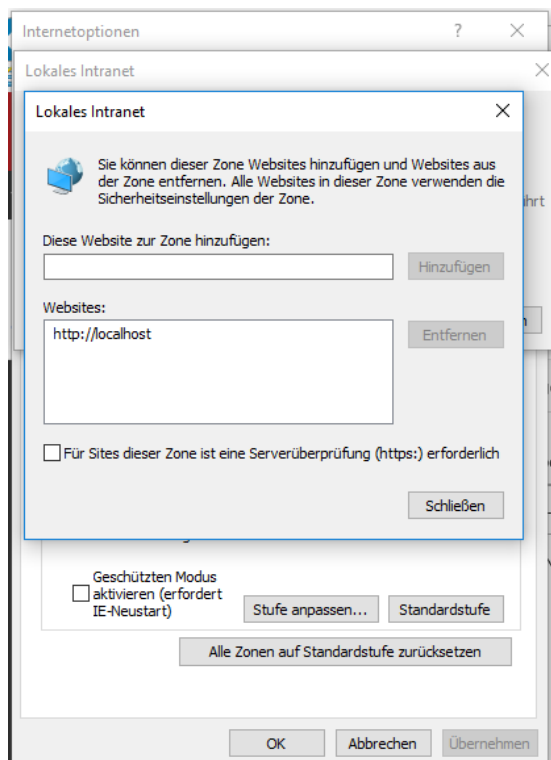 Internetoptionen
Lokales Intranet
Lokales Intranet
Sie können dieser Zone Websites hinzufügen und Websites aus
der Zone entfernen. Alle Websites in dieser Zone verwenden die
Sicherheitseinstellungen der Zone.
Diese Website zur Zone hinzufügen:
Hinzufügen
Websites:
http://localhost
Entfernen
Für Sites dieser Zone ist eine Serverüberprüfung (https:) erforderlich
Schließen
Geschützten Modus
aktivieren (erfordert
IE-Neustart)
Stufe anpassen...
Standardstufe
Alle Zonen auf Standardstufe zurücksetzen
OK
Abbrechen
Übernehmen